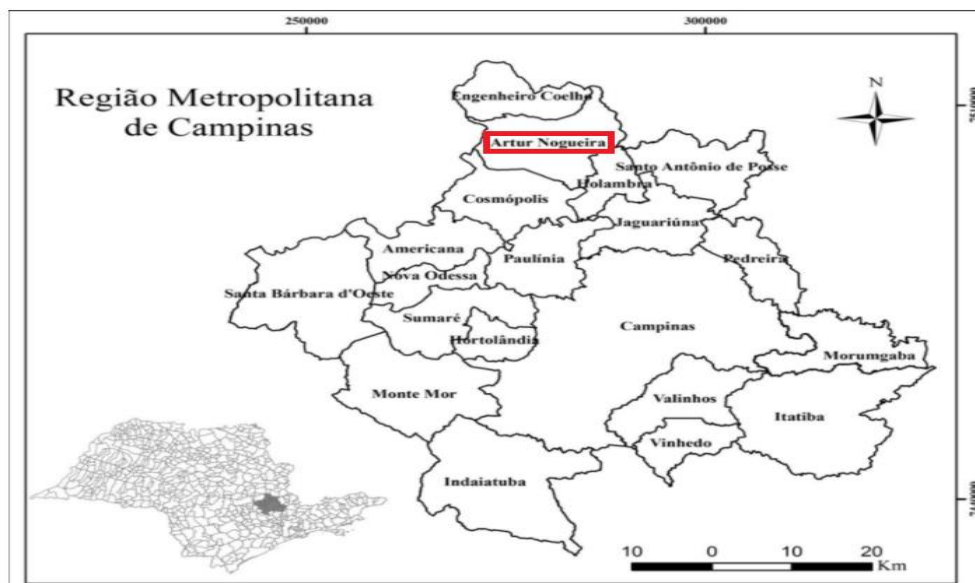 250000
300000
Região Metropolitana
de Campinas
N
Engenheiro Coelho
Artur Nogueira
Santo Antônio de Posse
Holambra
Cosmópolis
Jaguariúna
Americana
Paulínia
Pedreira
Nova Odessa
Santa Bárbara d'Oeste
Sumaré
Campinas
Hortolândia
Morumgaba
Monte Mor
Valinhos
Itatiba
Vinhedo
Indaiatuba
10
0
10
20
Km